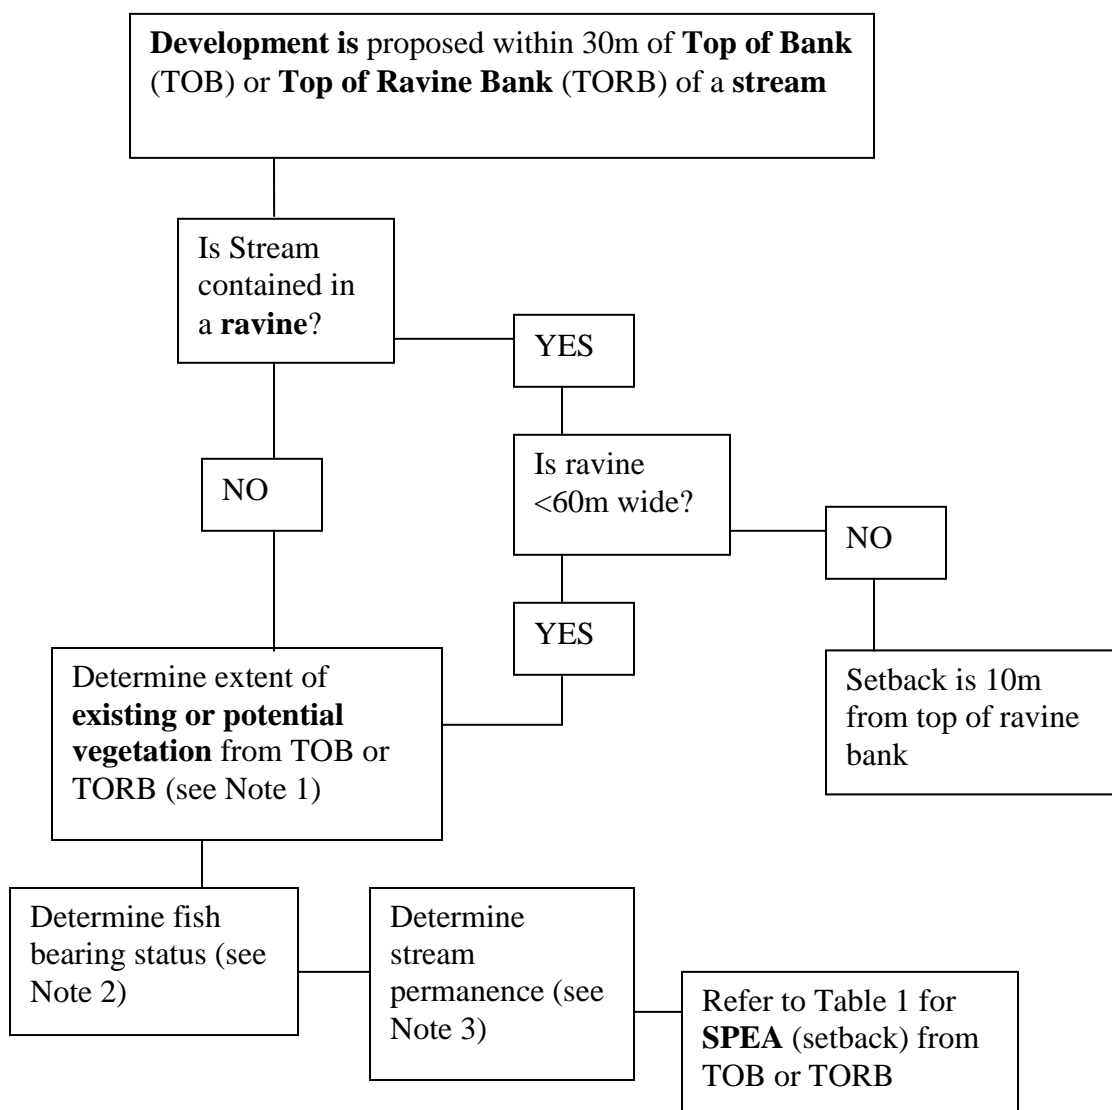 Development is proposed within 30m of Top of Bank
(TOB) or Top of Ravine Bank (TORB) of a stream
Is Stream
contained in
a ravine?
YES
Is ravine
<60m wide?
NO
NO
YES
Determine extent of
existing or potential
vegetation from TOB or
TORB (see Note 1)
Setback is 10m
from top of ravine
bank
Determine fish
bearing status (see
Note 2)
Determine
stream
permanence (see
Note 3)
Refer to Table 1 for
SPEA (setback) from
TOB or TORB